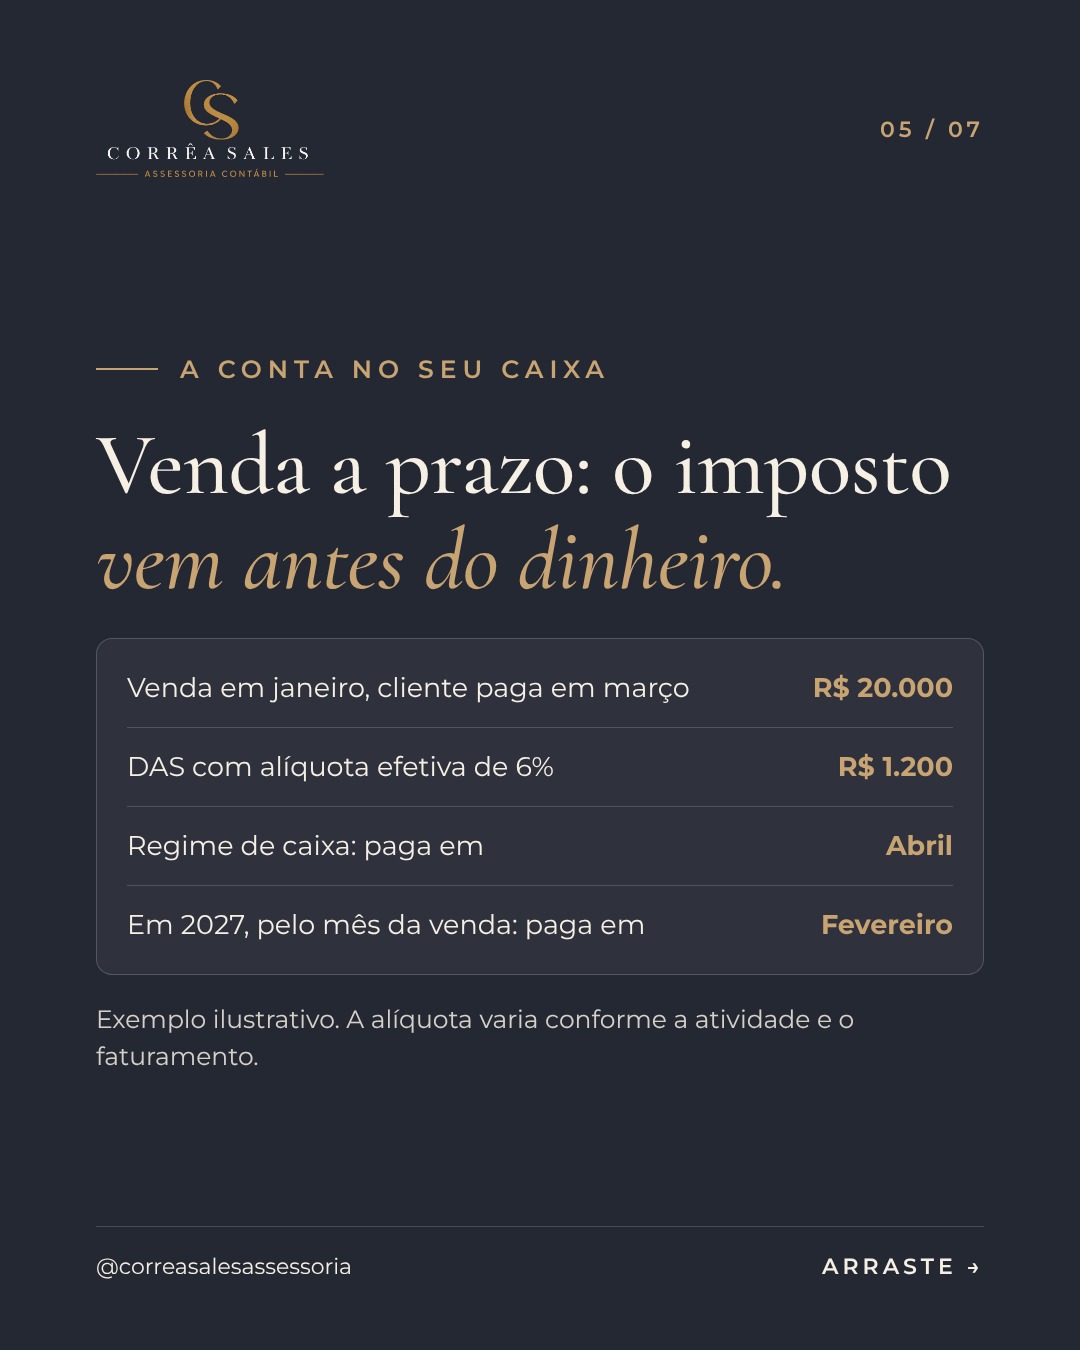 CS
CORRÊA SALES
ASSESSORIA CONTÁBIL
05 / 07
A CONTA NO SEU CAIXA
Venda a prazo: o imposto
vem antes do dinheiro.
Venda em janeiro, cliente paga em março R$ 20.000
DAS com alíquota efetiva de 6% R$ 1.200
Regime de caixa: paga em Abril
Em 2027, pelo mês da venda: paga em Fevereiro
Exemplo ilustrativo. A alíquota varia conforme a atividade e o
faturamento.
@correasalesassessoria
ARRASTE →